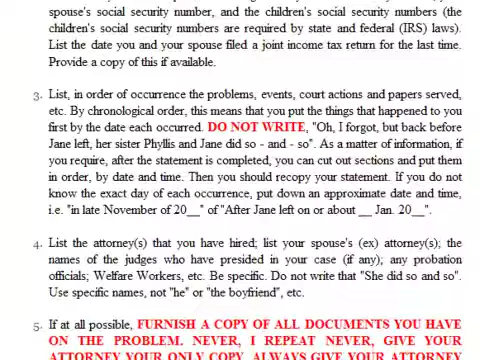 spouse's social security number, and the children's social security numbers (the
children's social security numbers are required by state and federal (IRS) laws).
List the date you and your spouse filed a joint income tax return for the last time.
Provide a copy of this if available.
3. List, in order of occurrence the problems, events, court actions and papers served,
etc. By chronological order, this means that you put the things that happened to you
first by the date each occurred. DO NOT WRITE, "Oh, I forgot, but back before
Jane left, her sister Phyllis and Jane did so - and - so". As a matter of information, if
you require, after the statement is completed, you can cut out sections and put them
in order, by date and time. Then you should recopy your statement. If you do not
know the exact day of each occurrence, put down an approximate date and time,
i.e. "in late November of 20__" of "After Jane left on or about __ Jan. 20__".
4. List the attorney(s) that you have hired; list your spouse's (ex) attorney(s); the
names of the judges who have presided in your case (if any); any probation
officials; Welfare Workers, etc. Be specific. Do not write that "She did so and so".
Use specific names, not "he" or "the boyfriend", etc.
5. If at all possible, FURNISH A COPY OF ALL DOCUMENTS YOU HAVE
ON THE PROBLEM. NEVER, I REPEAT NEVER, GIVE YOUR
ATTORNEY YOUR ONLY COPY. ALWAYS GIVE YOUR ATTORNEY